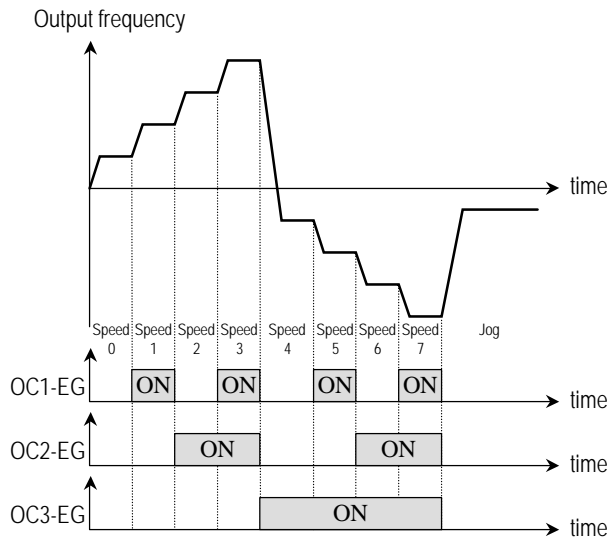 Output frequency
time
Speed 0
Speed 1
Speed 2
Speed 3
Speed 4
Speed 5
Speed 6
Speed 7
Jog
OC1-EG
ON
ON
ON
ON
time
OC2-EG
ON
ON
time
OC3-EG
ON
time